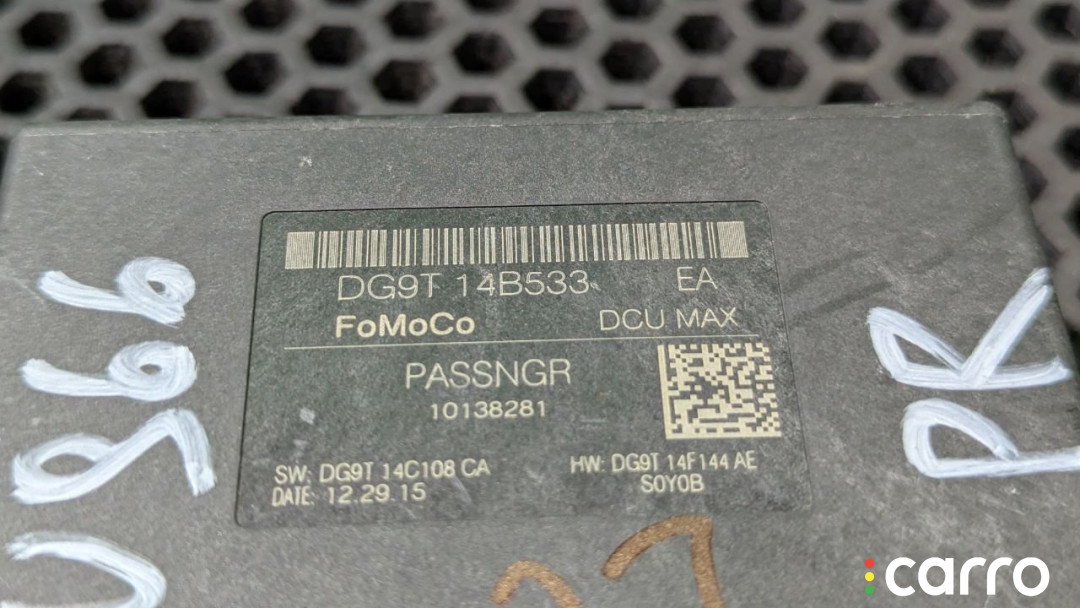 DG9T 14B533 EA
FoMoCo DCU MAX
PASSNGR
10138281
SW: DG9T 14C108 CA
DATE: 12.29.15
HW: DG9T 14F144 AE
S0Y0B
PR
carro